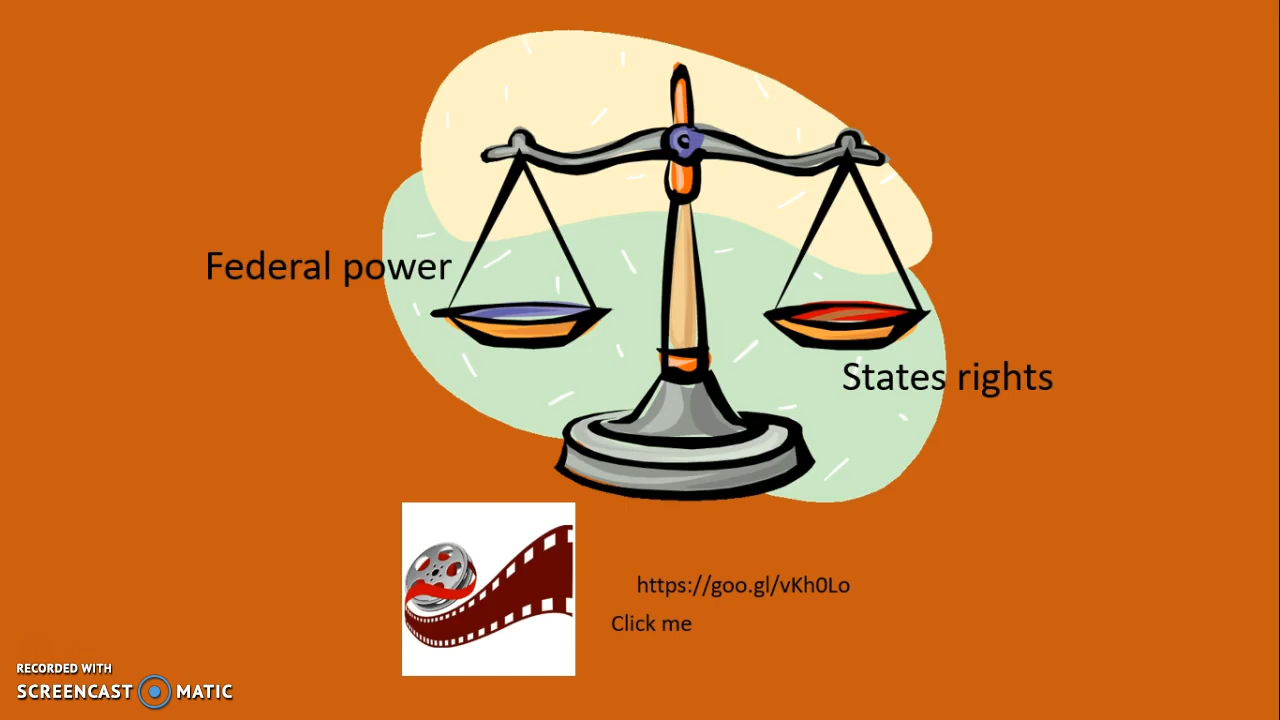 Federal power
States rights
https://goo.gl/vKh0Lo
Click me
RECORDED WITH
SCREENCAST MATIC